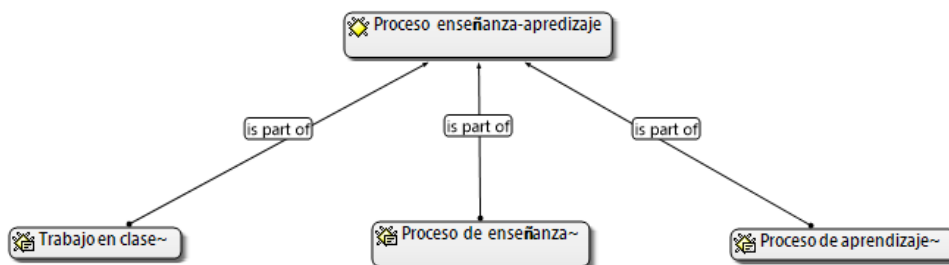 Proceso enseñanza-apredizaje
is part of
is part of
is part of
Trabajo en clase~
Proceso de enseñanza~
Proceso de aprendizaje~